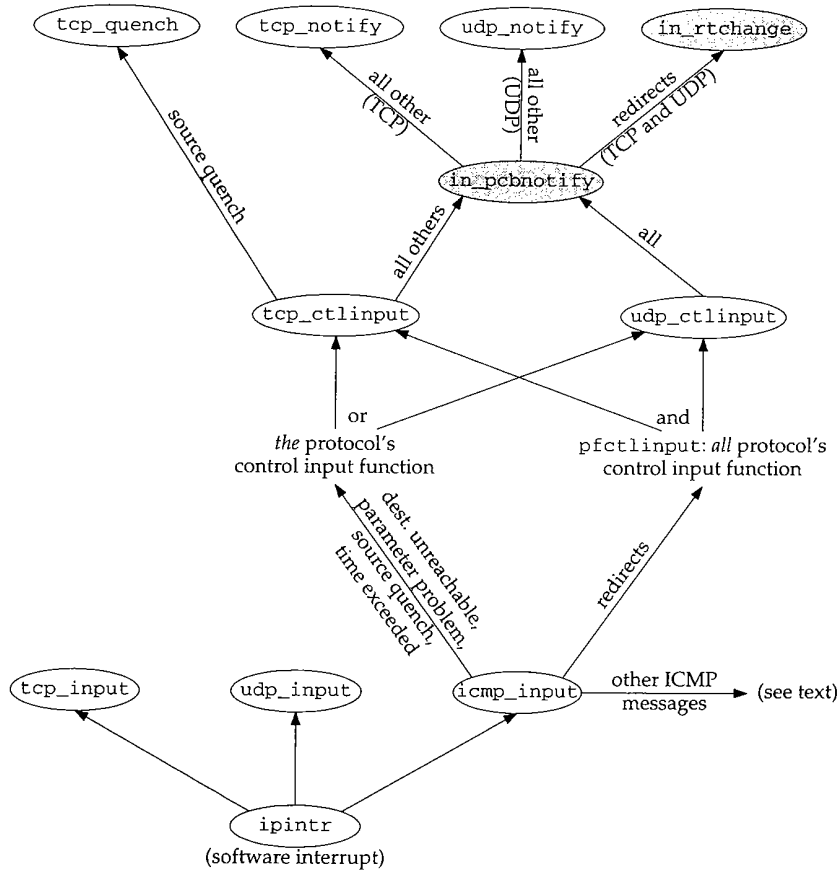 tcp_quench
tcp_notify
udp_notify
in_rtchange
source quench
all other
(TCP)
all other
(UDP)
redirects
(TCP and UDP)
in_pcbnotify
all others
all
tcp_ctlinput
udp_ctlinput
or
and
the protocol's
control input function
pfctlinput: all protocol's
control input function
dest. unreachable,
parameter problem,
source quench,
time exceeded
redirects
tcp_input
udp_input
icmp_input
other ICMP
messages
(see text)
ipintr
(software interrupt)